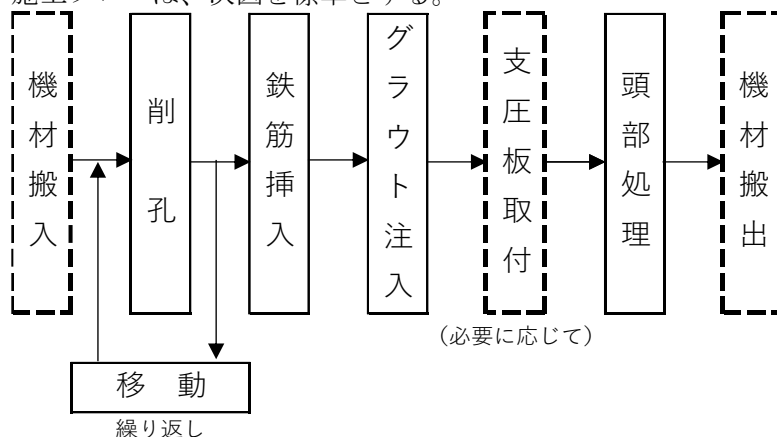 施工フローは、次図を標準とする。
機材搬入
削孔
鉄筋挿入
グラウト注入
支圧板取付
頭部処理
機材搬出
(必要に応じて)
移 動
繰り返し